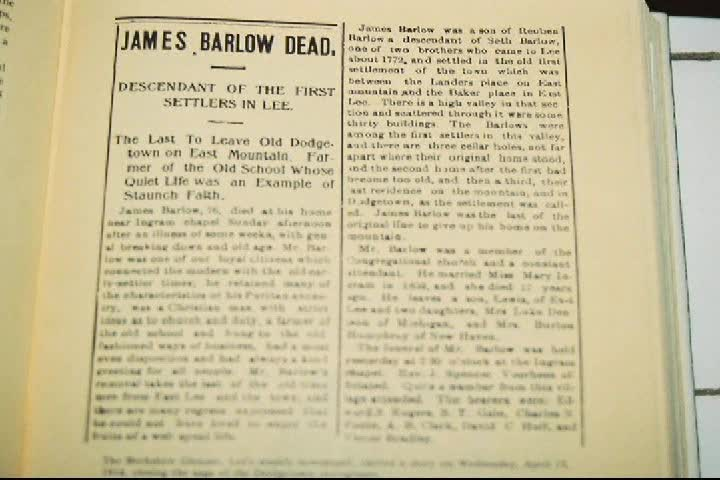 JAMES BARLOW DEAD.
DESCENDANT OF THE FIRST
SETTLERS IN LEE.
The Last To Leave Old Dodge-
town on East Mountain. Far-
mer of the Old School Whose
Quiet Life was an Example of
Staunch Faith.
James Barlow, 76, died at his home
near Ingram chapel Sunday afternoon
after an illness of some weeks, with gen-
eral breaking down and old age. Mr. Bar-
low was one of our loyal citizens which
connected the modern with the old ear-
ly-settler times, he retained many of
the characteristics of his Puritan ances-
try, was a Christian man with strict
ideas as to church and duty, a farmer of
the old school and hung to the old
fashioned ways of business, had a most
even disposition and had always a kind
greeting for all people. Mr. Barlow's
removal takes the last of the old time
men from East Lee and the town, and
there are many regrets expressed that
he could not have lived to enjoy the
fruits of a well spent life.
James Barlow was a son of Reuben
Barlow a descendant of Seth Barlow,
one of two brothers who came to Lee
about 1772, and settled in the old first
settlement of the town which was
between the Landers place on East
mountain and the Baker place in East
Lee. There is a high valley in that sec-
tion and scattered through it were some
thirty buildings. The Barlows were
among the first settlers in this valley,
and there are three cellar holes, not far
apart where their original home stood,
and the second home after the first had
become too old, and then a third, their
last residence on the mountain, and in
Dodgetown, as the settlement was call-
ed. James Barlow was the last of the
original line to give up his home on the
mountain.
Mr. Barlow was a member of the
Congregational church and a constant
attendant. He married Miss Mary In-
gram in and she died years
ago. He leaves a son, Lewis, of East
Lee and two daughters, Mrs Luke
of Michigan, and Mrs. Burton
Humphrey of New Haven.
The funeral of Mr. Barlow was held
yesterday at o'clock at the Ingram
chapel. Rev. J. Spencer Voorhees of-
ficiated. Quite a number from this vil-
lage attended. The bearers were: Ed-
ward S. Rogers, B. T. Gale, Charles
A. B. Clark, David C. and
Bradley.